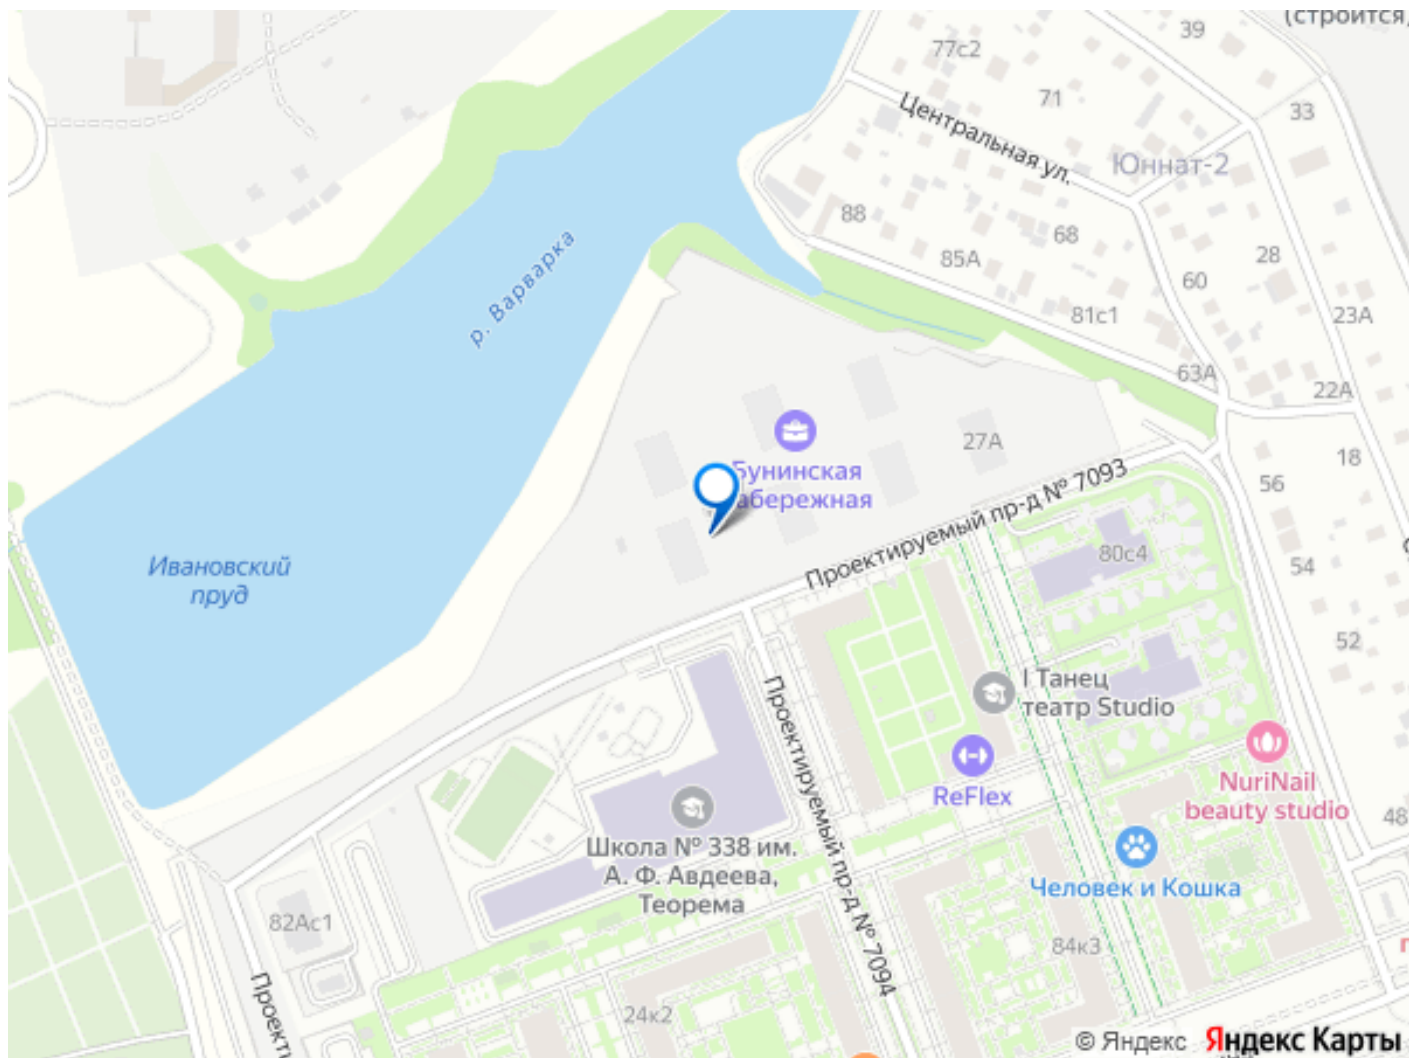 (строится,
39
77с2
71
33
Центральная ул.
Юннат-2
88
68
85А
28
60
р. Варварка
81с1
23А
63А
22А
27А
18
Бунинская
набережная
56
Проектируемый пр-д № 7093
80с4
54
Ивановский
пруд
52
I Танец
театр Studio
Проектируемый пр-д № 7094
ReFlex
NuriNail
beauty studio
48
Школа № 338 им.
А. Ф. Авдеева,
Теорема
Человек и Кошка
82Ас1
84к3
24к2
Проекти
© Яндекс
Яндекс Карты